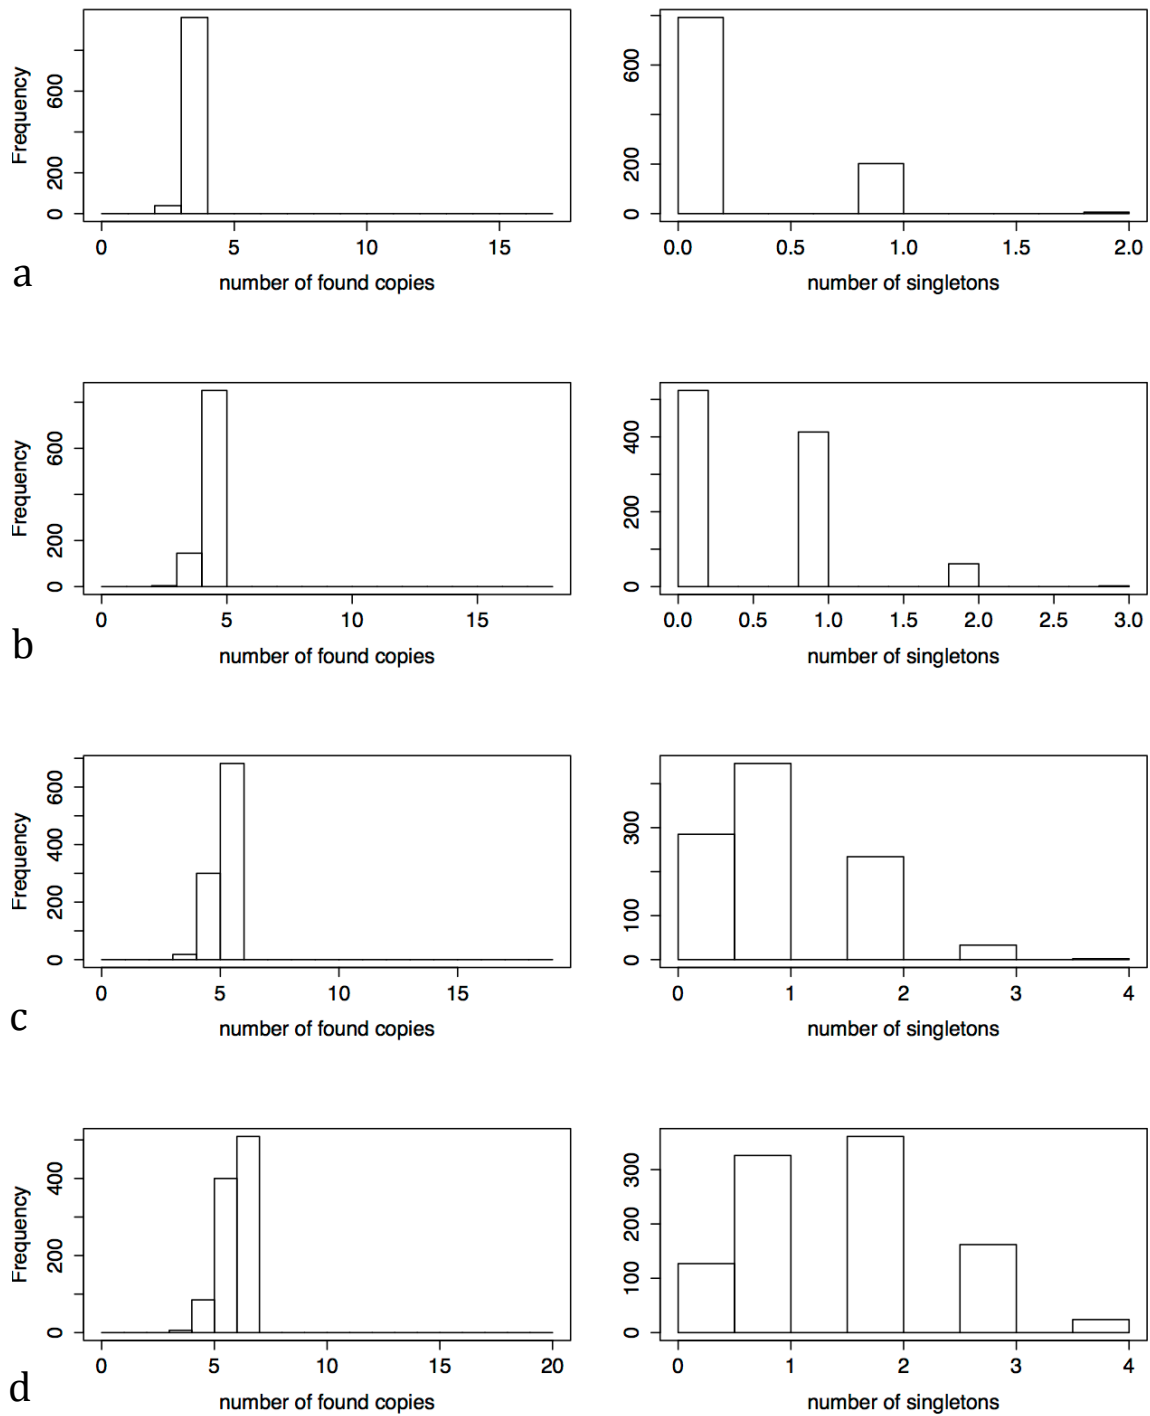 Frequency
0 200 600
0 5 10 15
number of found copies
0 200 600
0.0 0.5 1.0 1.5 2.0
number of singletons
a
Frequency
0 200 600
0 5 10 15
number of found copies
0 200 400
0.0 0.5 1.0 1.5 2.0 2.5 3.0
number of singletons
b
Frequency
0 200 400 600
0 5 10 15
number of found copies
0 100 300
0 1 2 3 4
number of singletons
c
Frequency
0 200 400
0 5 10 15 20
number of found copies
0 100 200 300
0 1 2 3 4
number of singletons
d